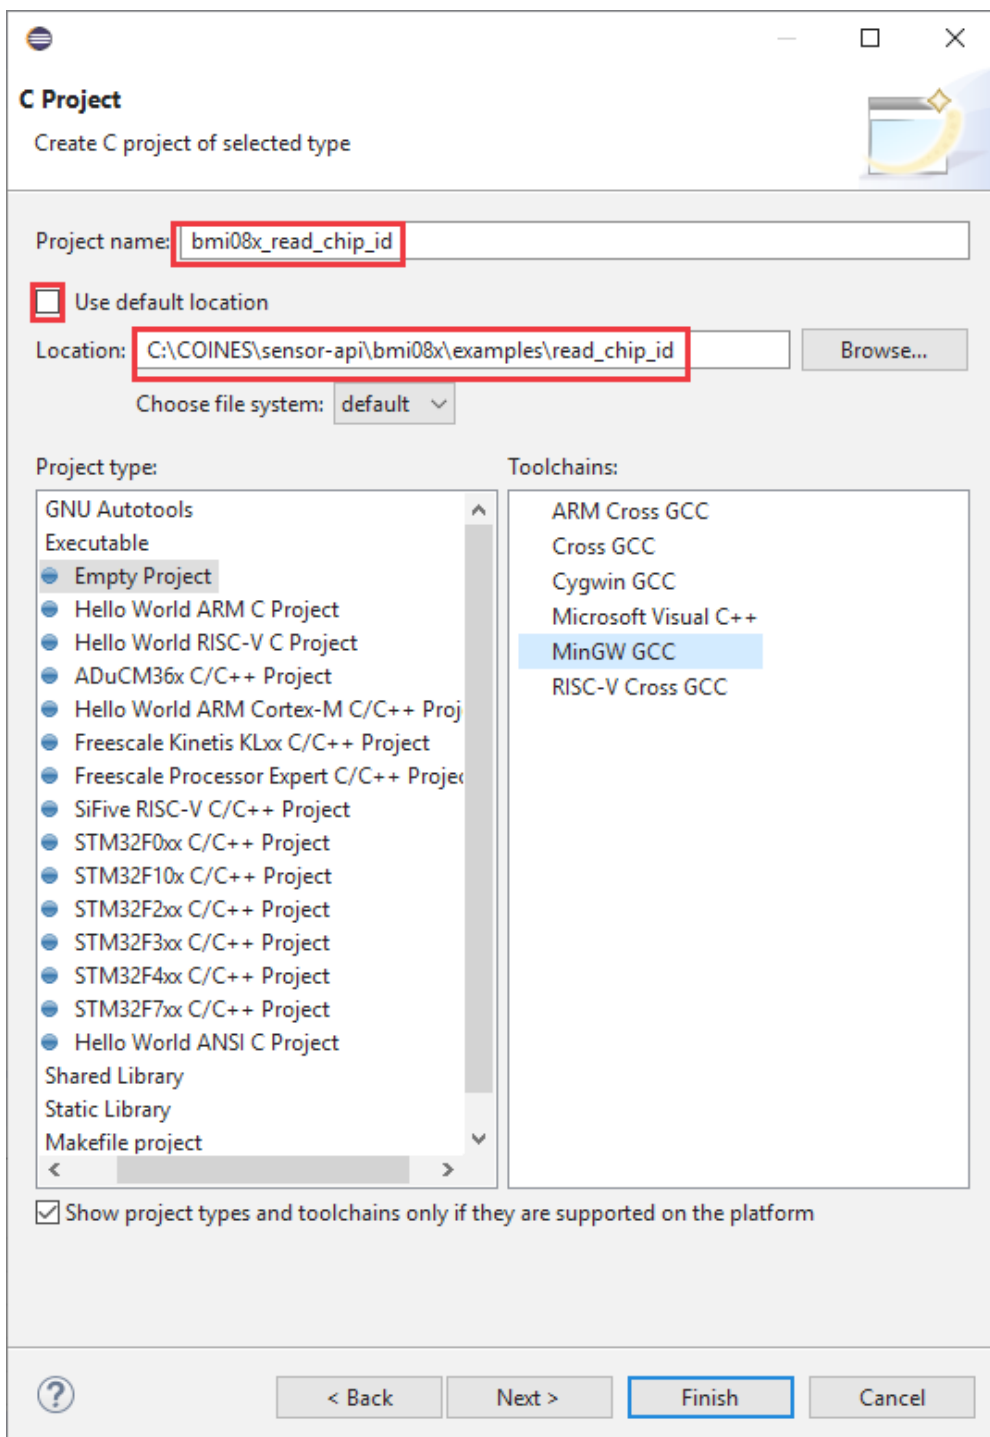 C Project
Create C project of selected type
Project name: bmi08x_read_chip_id
Use default location
Location: C:\COINES\sensor-api\bmi08x\examples\read_chip_id Browse...
Choose file system: default
Project type:
GNU Autotools
Executable
Empty Project
Hello World ARM C Project
Hello World RISC-V C Project
ADuCM36x C/C++ Project
Hello World ARM Cortex-M C/C++ Proj
Freescale Kinetis KLxx C/C++ Project
Freescale Processor Expert C/C++ Projec
SiFive RISC-V C/C++ Project
STM32F0xx C/C++ Project
STM32F10x C/C++ Project
STM32F2xx C/C++ Project
STM32F3xx C/C++ Project
STM32F4xx C/C++ Project
STM32F7xx C/C++ Project
Hello World ANSI C Project
Shared Library
Static Library
Makefile project
Toolchains:
ARM Cross GCC
Cross GCC
Cygwin GCC
Microsoft Visual C++
MinGW GCC
RISC-V Cross GCC
Show project types and toolchains only if they are supported on the platform
? < Back Next > Finish Cancel